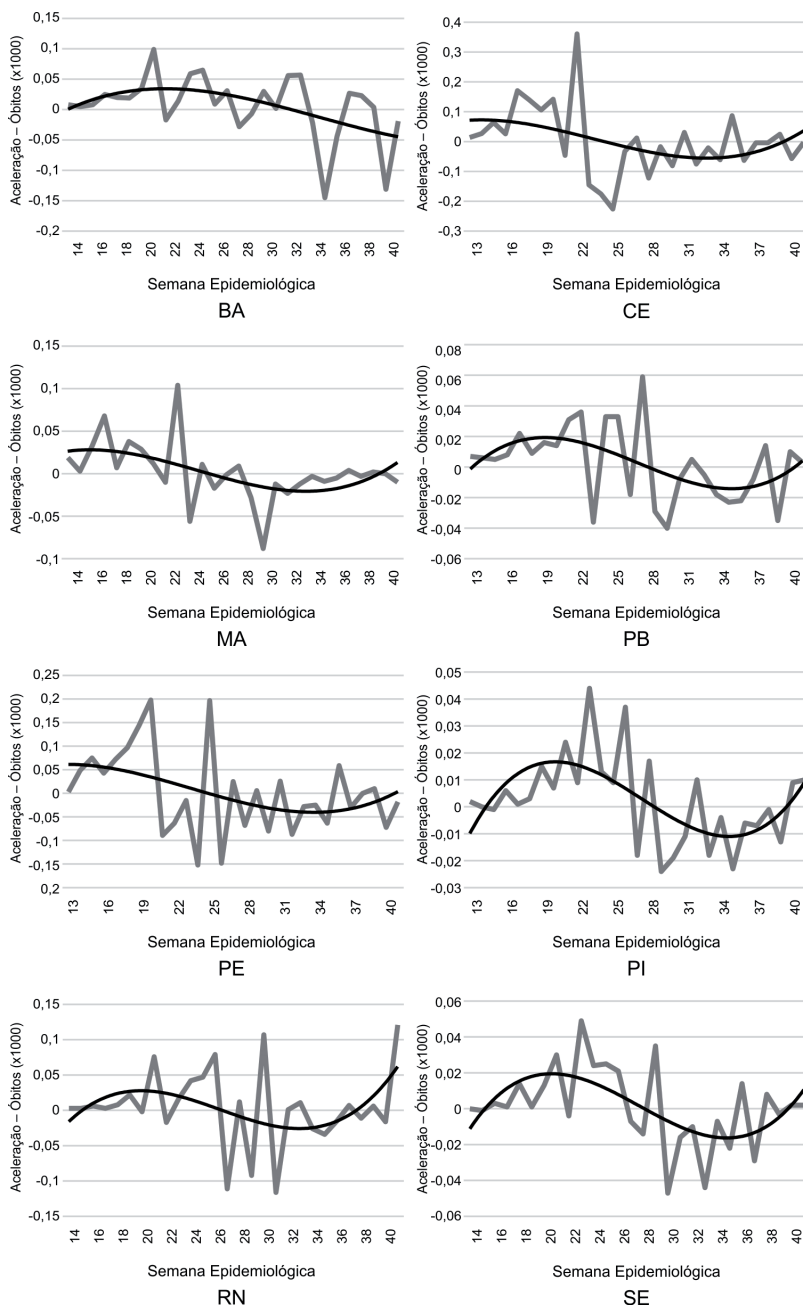 0,15
0,1
0,05
0
-0,05
-0,1
-0,15
-0,2
Aceleração – Óbitos (x1000)
14 16 18 20 22 24 26 28 30 32 34 36 38 40
Semana Epidemiológica
BA
0,4
0,3
0,2
0,1
0
-0,1
-0,2
-0,3
Aceleração – Óbitos (x1000)
13 16 19 22 25 28 31 34 37 40
Semana Epidemiológica
CE
0,15
0,1
0,05
0
-0,05
-0,1
Aceleração – Óbitos (x1000)
14 16 18 20 22 24 26 28 30 32 34 36 38 40
Semana Epidemiológica
MA
0,08
0,06
0,04
0,02
0
-0,02
-0,04
-0,06
Aceleração – Óbitos (x1000)
13 16 19 22 25 28 31 34 37 40
Semana Epidemiológica
PB
0,25
0,2
0,15
0,1
0,05
0
-0,05
-0,1
-0,15
0,2
Aceleração – Óbitos (x1000)
13 16 19 22 25 28 31 34 37 40
Semana Epidemiológica
PE
0,05
0,04
0,03
0,02
0,01
0
-0,01
-0,02
-0,03
Aceleração – Óbitos (x1000)
13 16 19 22 25 28 31 34 37 40
Semana Epidemiológica
PI
0,15
0,1
0,05
0
-0,05
-0,1
-0,15
Aceleração – Óbitos (x1000)
14 16 18 20 22 24 26 28 30 32 34 36 38 40
Semana Epidemiológica
RN
0,06
0,04
0,02
0
-0,02
-0,04
-0,06
Aceleração – Óbitos (x1000)
14 16 18 20 22 24 26 28 30 32 34 36 38 40
Semana Epidemiológica
SE